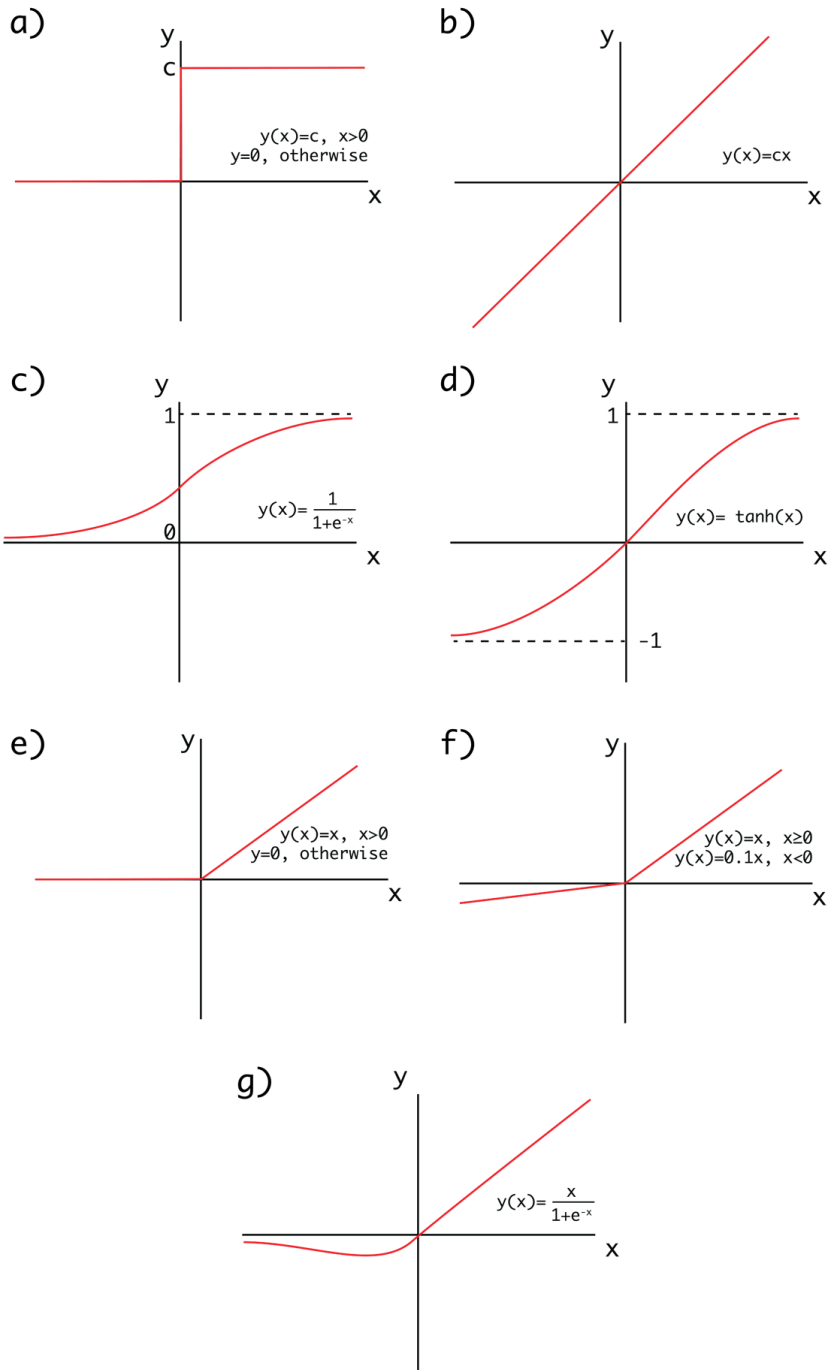 a)
y
c
y(x)=c, x>0
y=0, otherwise
x
b)
y
y(x)=cx
x
c)
y
1
y(x)= 1
1+e⁻ˣ
0
x
d)
y
1
y(x)= tanh(x)
x
-1
e)
y
y(x)=x, x>0
y=0, otherwise
x
f)
y
y(x)=x, x≥0
y(x)=0.1x, x<0
x
g)
y
y(x)= x
1+e⁻ˣ
x